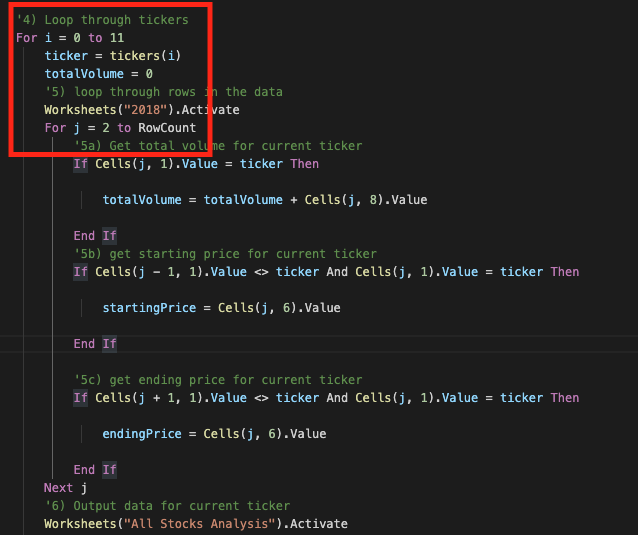 '4) Loop through tickers
For i = 0 to 11
ticker = tickers(i)
totalVolume = 0
'5) loop through rows in the data
Worksheets("2018").Activate
For j = 2 to RowCount
'5a) Get total volume for current ticker
If Cells(j, 1).Value = ticker Then
totalVolume = totalVolume + Cells(j, 8).Value
End If
'5b) get starting price for current ticker
If Cells(j - 1, 1).Value <> ticker And Cells(j, 1).Value = ticker Then
startingPrice = Cells(j, 6).Value
End If
'5c) get ending price for current ticker
If Cells(j + 1, 1).Value <> ticker And Cells(j, 1).Value = ticker Then
endingPrice = Cells(j, 6).Value
End If
Next j
'6) Output data for current ticker
Worksheets("All Stocks Analysis").Activate